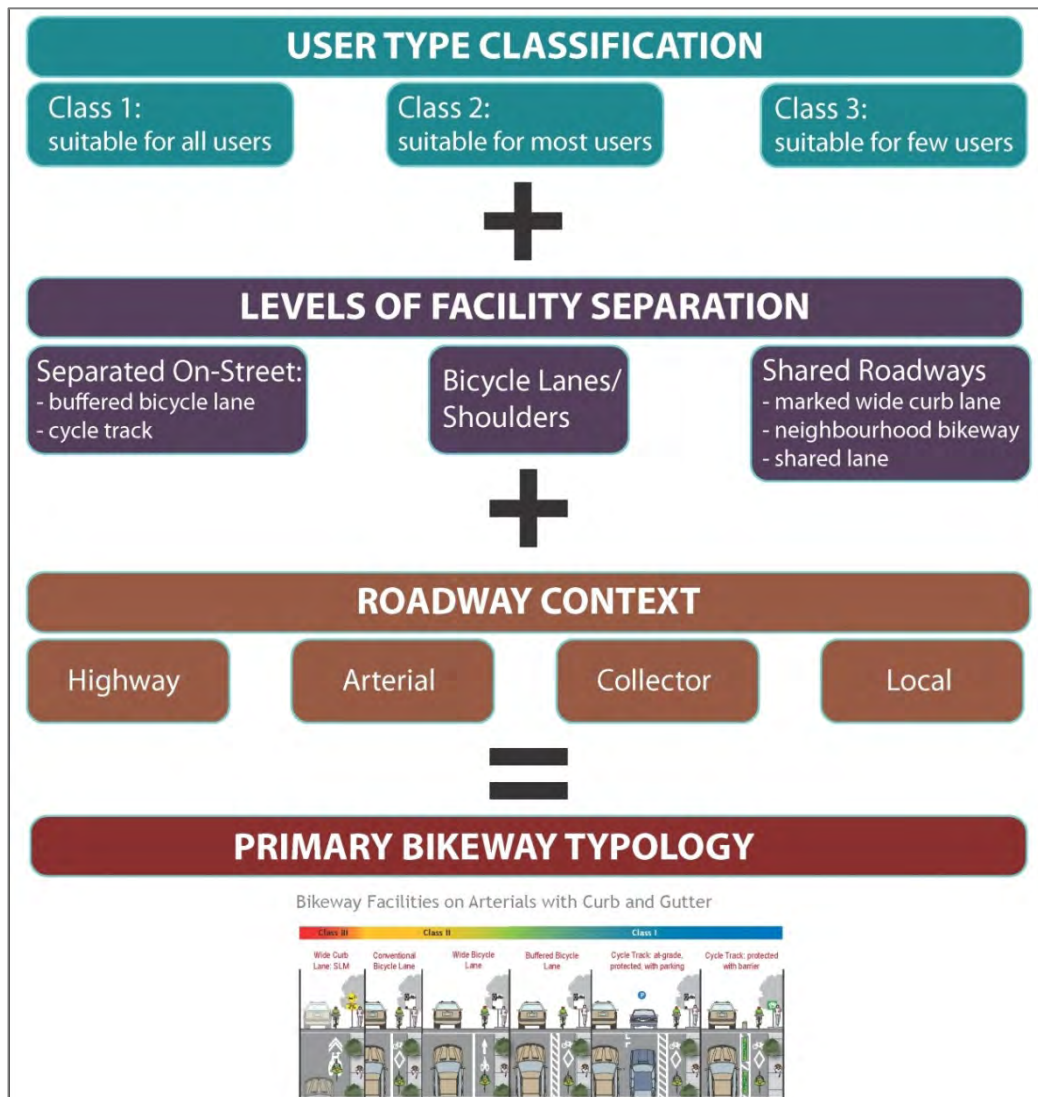 USER TYPE CLASSIFICATION
Class 1:
suitable for all users
Class 2:
suitable for most users
Class 3:
suitable for few users
+
LEVELS OF FACILITY SEPARATION
Separated On-Street:
- buffered bicycle lane
- cycle track
Bicycle Lanes/
Shoulders
Shared Roadways
- marked wide curb lane
- neighbourhood bikeway
- shared lane
+
ROADWAY CONTEXT
Highway
Arterial
Collector
Local
=
PRIMARY BIKEWAY TYPOLOGY
Bikeway Facilities on Arterials with Curb and Gutter
Class III
Class II
Class I
Wide Curb
Lane: SLM
Conventional
Bicycle Lane
Wide Bicycle
Lane
Buffered Bicycle
Lane
Cycle Track: at-grade,
protected, with parking
Cycle Track: protected
with barrier
P